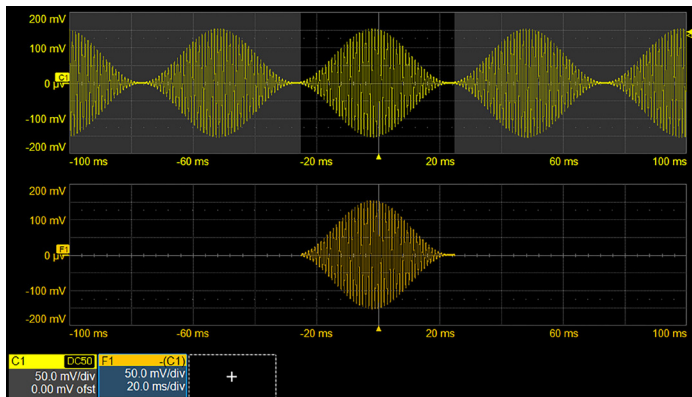 200 mV
100 mV
C1
0 µV
-100 mV
-200 mV
-100 ms -60 ms -20 ms 20 ms 60 ms 100 ms
200 mV
100 mV
F1
0 µV
-100 mV
-200 mV
-100 ms -60 ms -20 ms 20 ms 60 ms 100 ms
C1 DC50 F1 -(C1)
50.0 mV/div 50.0 mV/div
0.00 mV ofst 20.0 ms/div
+